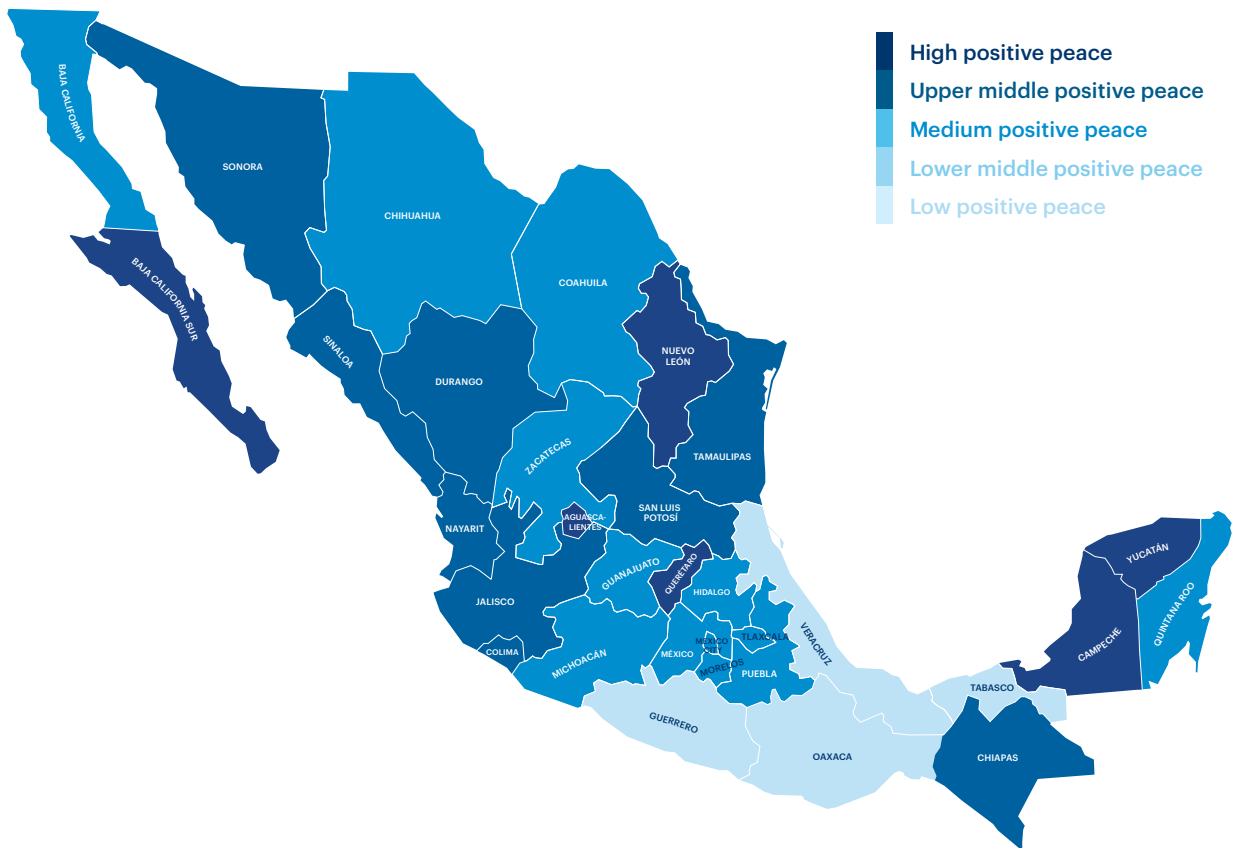 High positive peace
Upper middle positive peace
Medium positive peace
Lower middle positive peace
Low positive peace
BAJA CALIFORNIA
SONORA
CHIHUAHUA
COAHUILA
BAJA CALIFORNIA SUR
SINALOA
NUEVO
LEÓN
DURANGO
ZACATECAS
TAMAULIPAS
SAN LUIS
POTOSÍ
NAYARIT
AGUASCA-
LIENTES
GUANAJUATO
QUERÉTARO
HIDALGO
JALISCO
YUCATÁN
QUINTANA ROO
CAMPECHE
COLIMA
MICHOACÁN
MÉXICO
MEXICO
CITY
TLAXCALA
MORELOS
PUEBLA
VERACRUZ
TABASCO
GUERRERO
OAXACA
CHIAPAS